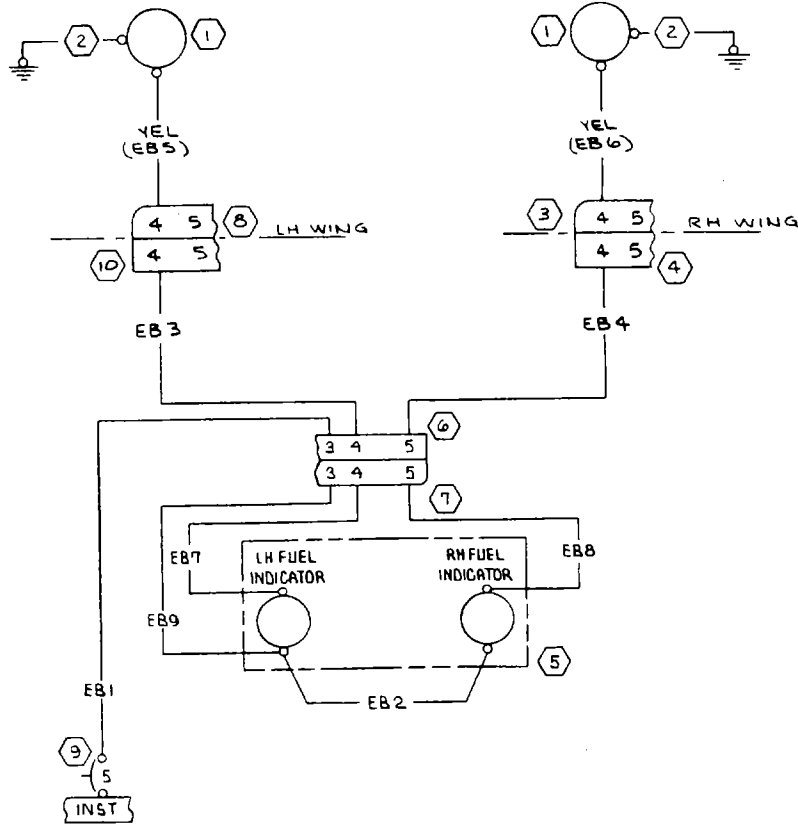 2 1 1 2
YEL
(EB5)
YEL
(EB6)
4 5 8 LH WING
3 4 5 RH WING
10 4 5
4 5 4
EB3
EB4
3 4 5 6
3 4 5
7
EB7
LH FUEL
INDICATOR
RH FUEL
INDICATOR
EB8
EB9
5
EB1
EB2
9
5
INST